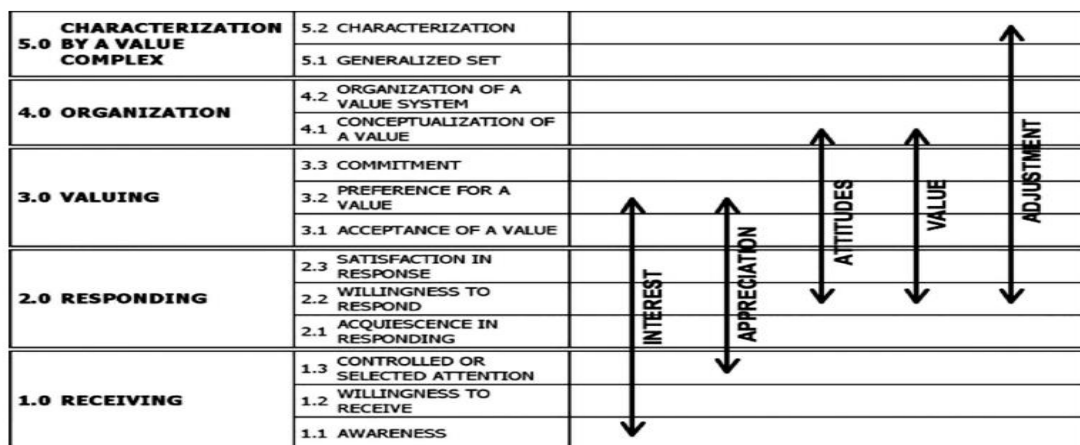 CHARACTERIZATION
5.0 BY A VALUE
COMPLEX
5.2 CHARACTERIZATION
5.1 GENERALIZED SET
4.0 ORGANIZATION
4.2 ORGANIZATION OF A
VALUE SYSTEM
4.1 CONCEPTUALIZATION OF
A VALUE
3.0 VALUING
3.3 COMMITMENT
3.2 PREFERENCE FOR A
VALUE
3.1 ACCEPTANCE OF A VALUE
2.0 RESPONDING
2.3 SATISFACTION IN
RESPONSE
2.2 WILLINGNESS TO
RESPOND
2.1 ACQUIESCENCE IN
RESPONDING
1.0 RECEIVING
1.3 CONTROLLED OR
SELECTED ATTENTION
1.2 WILLINGNESS TO
RECEIVE
1.1 AWARENESS
INTEREST
APPRECIATION
ATTITUDES
VALUE
ADJUSTMENT